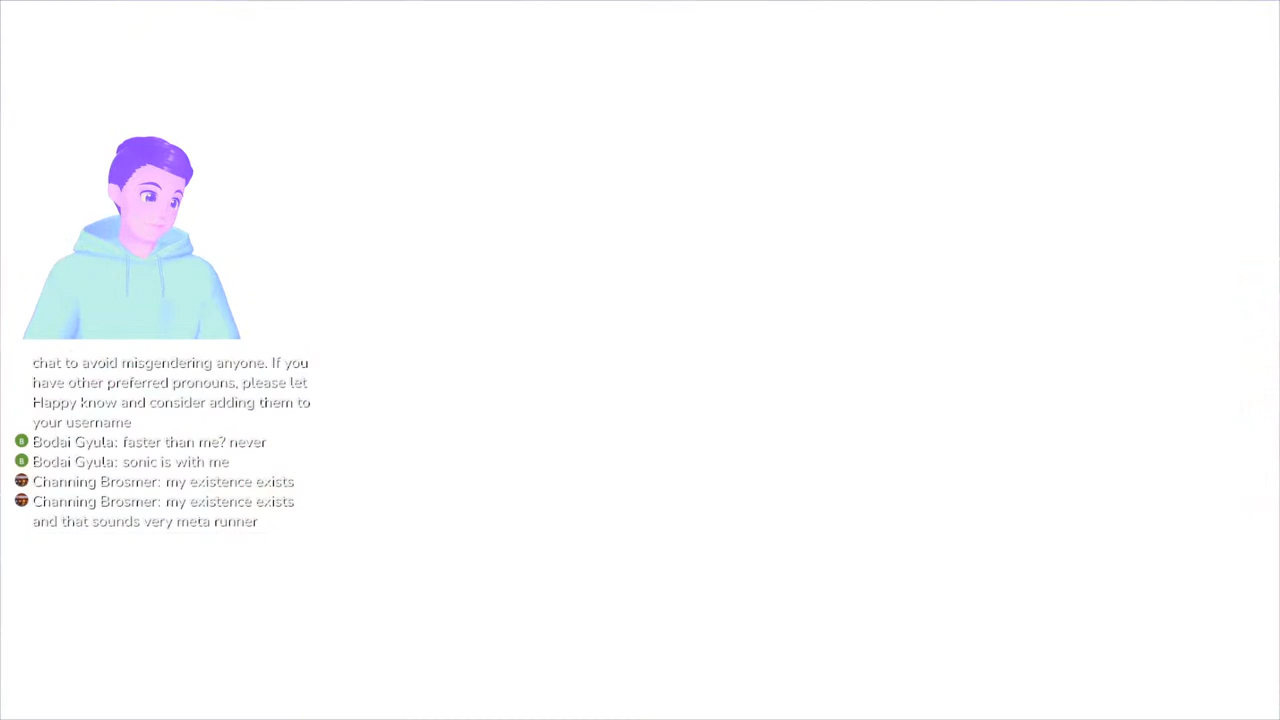 chat to avoid misgendering anyone. If you
have other preferred pronouns, please let
Happy know and consider adding them to
your username
B Bodai Gyula: faster than me? never
B Bodai Gyula: sonic is with me
Channing Brosmer: my existence exists
Channing Brosmer: my existence exists
and that sounds very meta runner